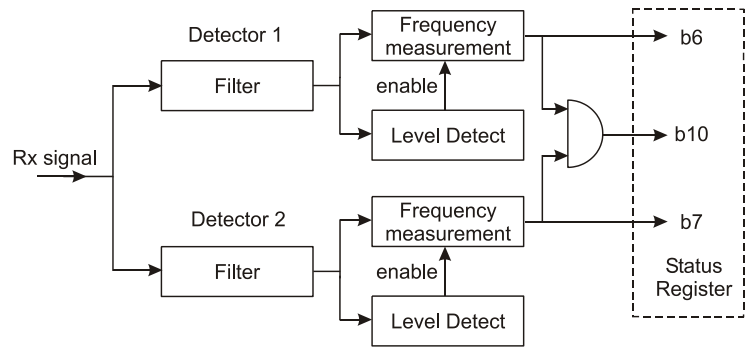 Detector 1
Filter
Frequency
measurement
enable
Level Detect
b6
b10
Rx signal
Detector 2
Filter
Frequency
measurement
enable
Level Detect
b7
Status
Register